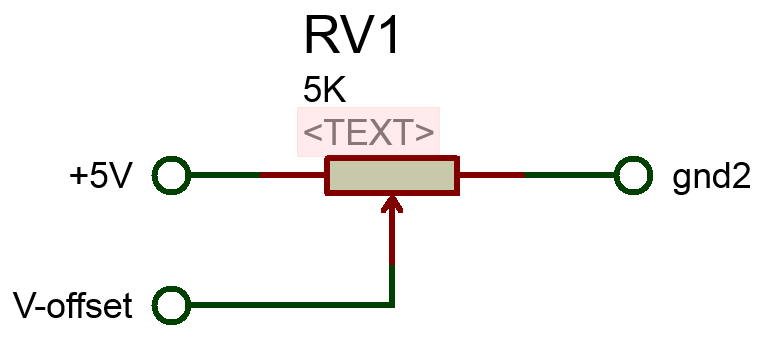 RV1
5K
<TEXT>
+5V
gnd2
V-offset